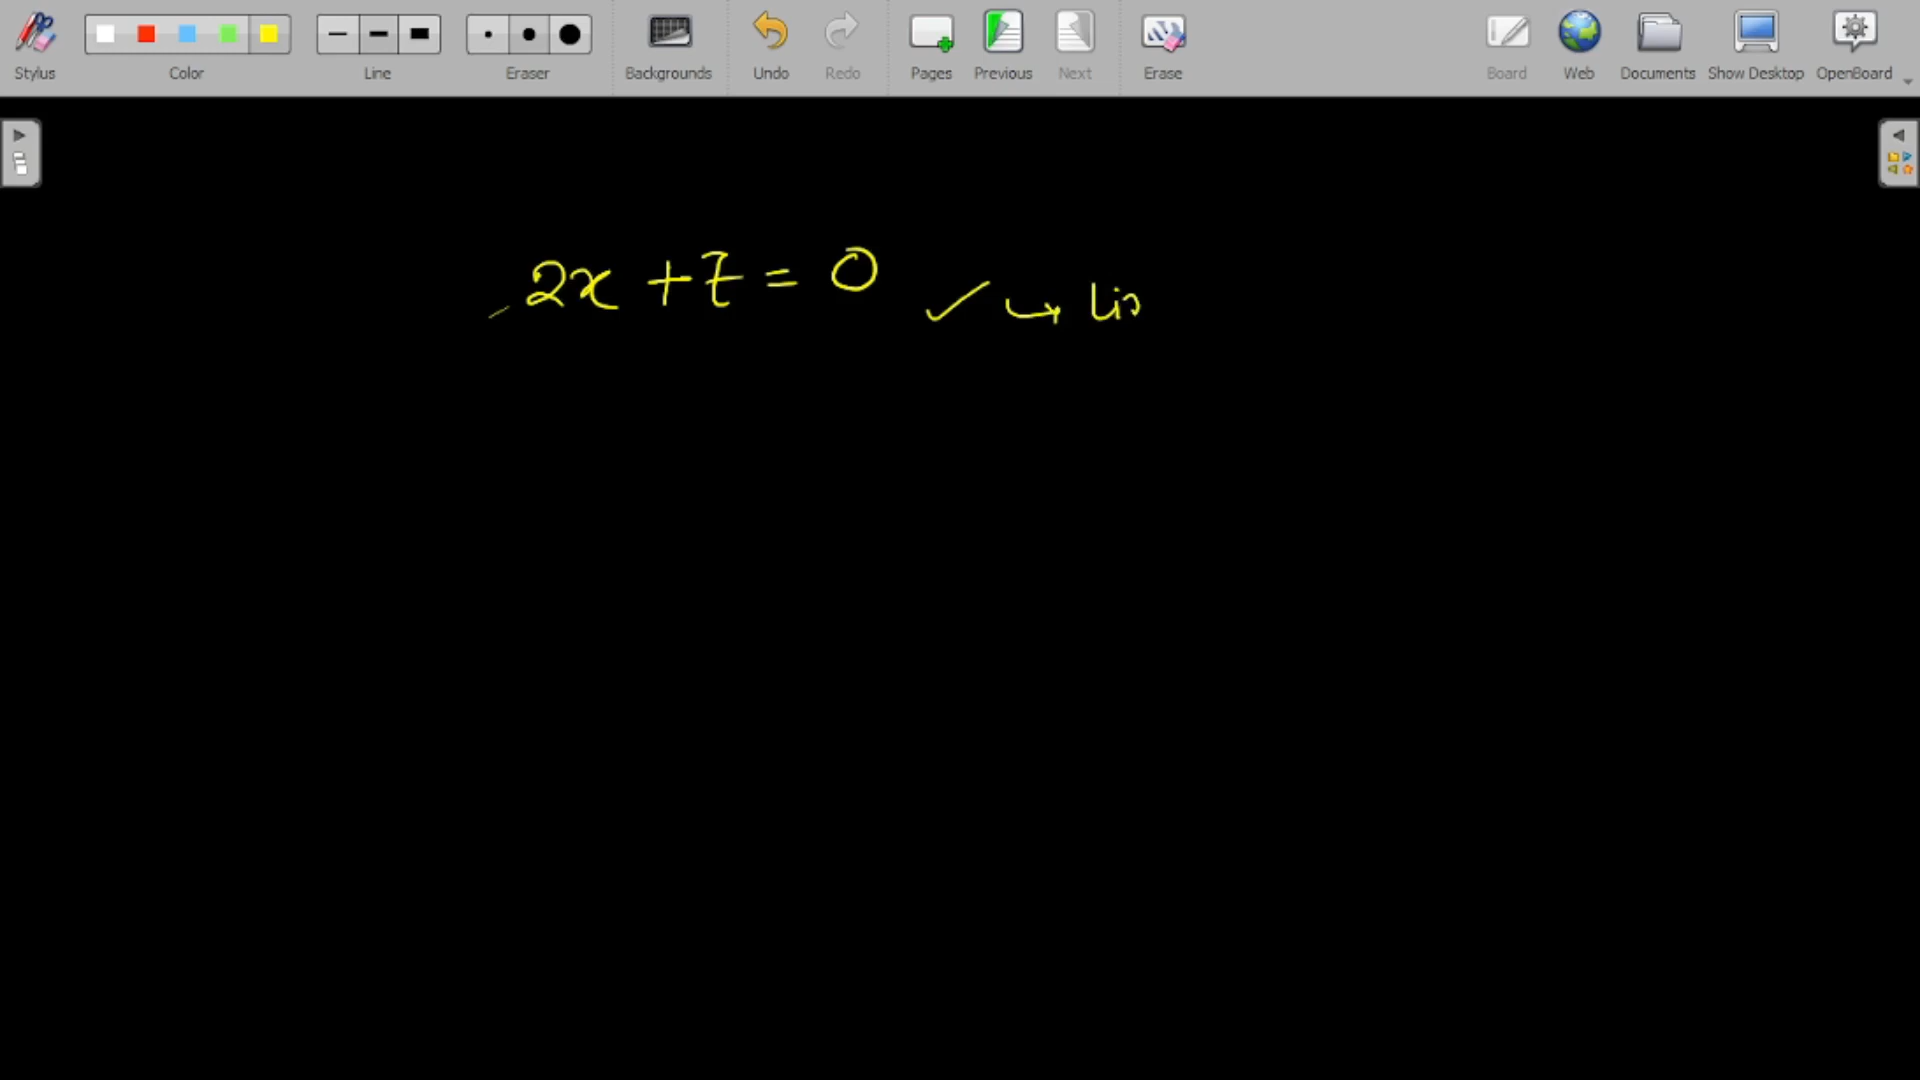 Stylus Color Line Eraser Backgrounds Undo Redo Pages Previous Next Erase Board Web Documents Show Desktop OpenBoard
2x + 7 = 0 ✓ ↪